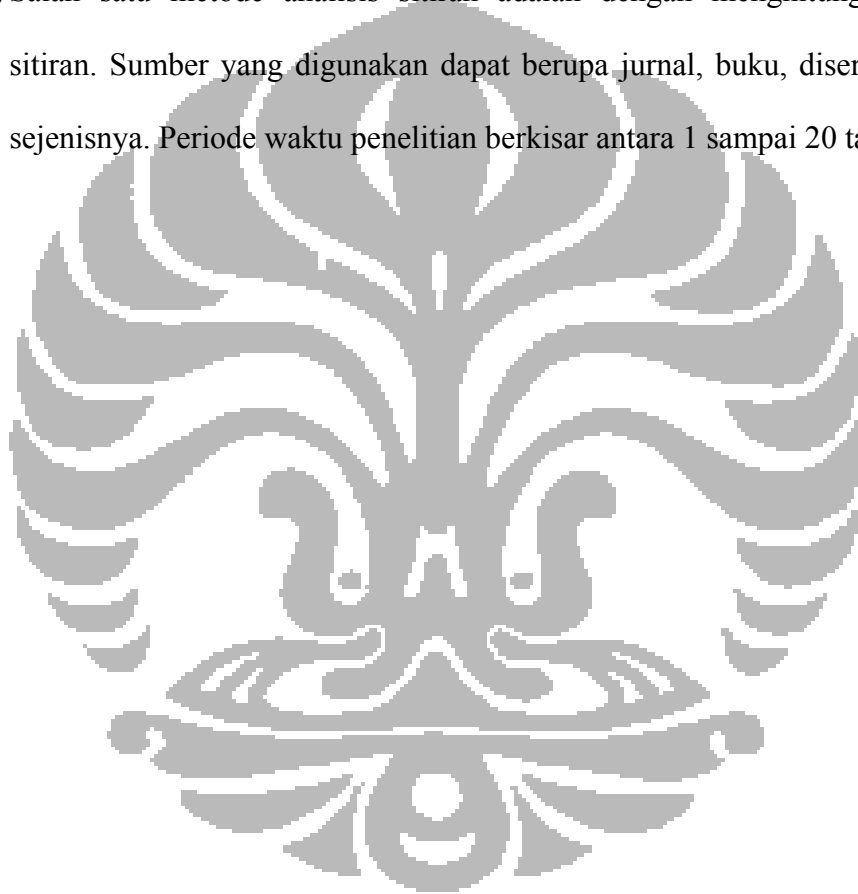 Salah satu metode analisis sitiran adalah dengan menghitung
sitiran. Sumber yang digunakan dapat berupa jurnal, buku,
sejenisnya. Periode waktu penelitian berkisar antara 1 sampai 20